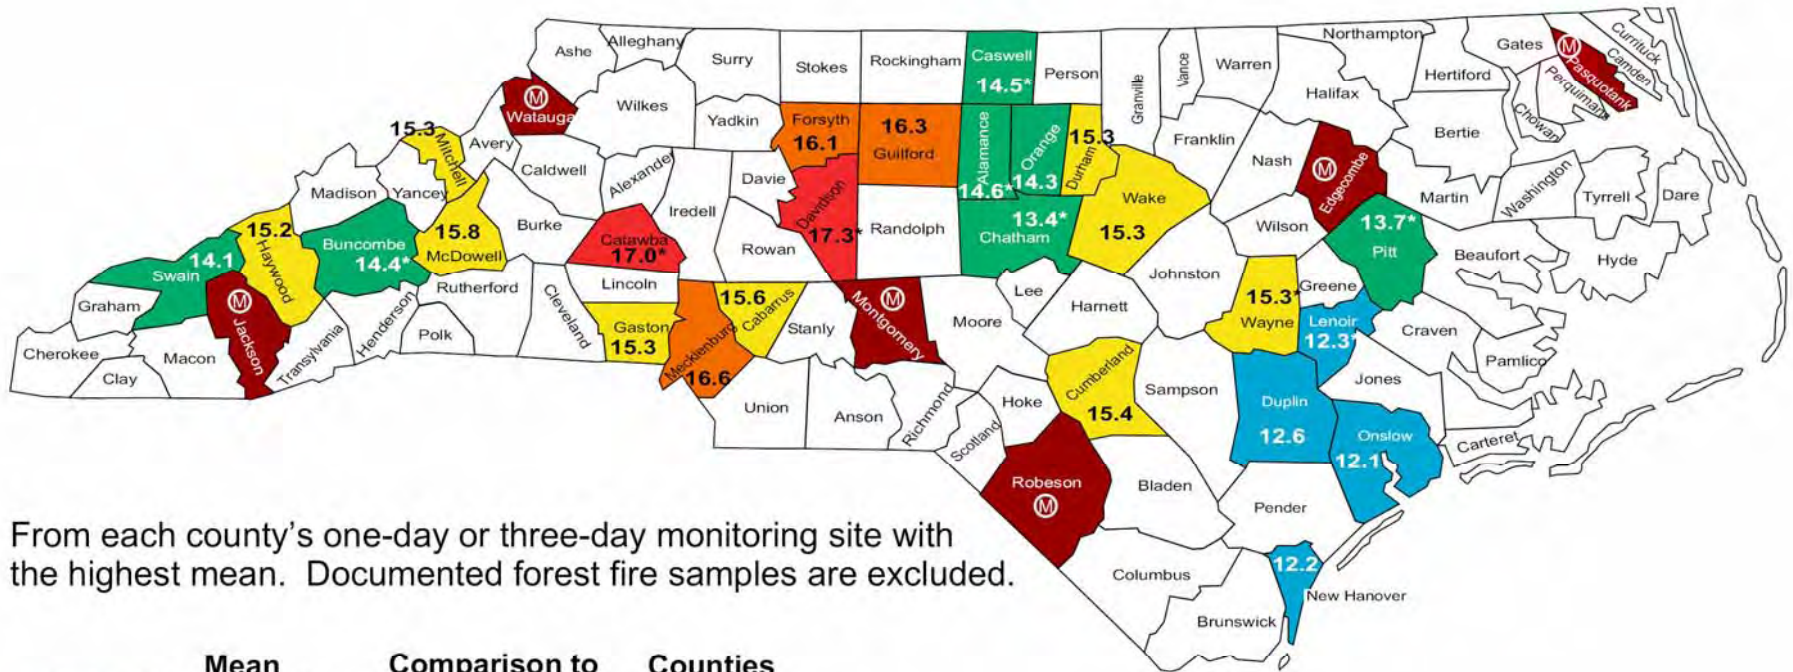 Ashe
Alleghany
Surry
Stokes
Rockingham
Caswell
14.5*
Person
Granville
Vance
Warren
Northampton
Gates
M
Pasquotank
Currituck
Camden
Perquimans
Hertiford
Halifax
Chowan
Bertie
M
Watauga
Wilkes
Yadkin
Forsyth
16.1
16.3
Guilford
Alamance
14.6*
Orange
14.3
15.3
Durham
Franklin
Nash
M
Edgecombe
Martin
Washington
Tyrrell
Dare
15.3
Mitchell
Avery
Caldwell
Alexander
Davie
Davidson
17.3*
Randolph
13.4*
Chatham
Wake
15.3
Wilson
13.7*
Pitt
Beaufort
Hyde
Madison
Yancey
Burke
Iredell
Rowan
Catawba
17.0*
15.2
Haywood
Buncombe
14.4*
15.8
McDowell
14.1
Swain
Graham
M
Jackson
Rutherford
Cleveland
Lincoln
15.6
Cabarrus
Stanly
M
Montgomery
Moore
Lee
Harnett
Johnston
15.3*
Wayne
Greene
Lenoir
12.3*
Craven
Pamlico
Cherokee
Clay
Macon
Transylvania
Henderson
Polk
Gaston
15.3
Mecklenburg
16.6
Union
Anson
Richmond
Scotland
Hoke
Cumberland
15.4
Sampson
Duplin
12.6
Jones
Onslow
12.1
Carteret
Robeson
M
Bladen
Pender
Columbus
Brunswick
12.2
New Hanover
From each county’s one-day or three-day monitoring site with
the highest mean. Documented forest fire samples are excluded.
Mean Comparison to Counties